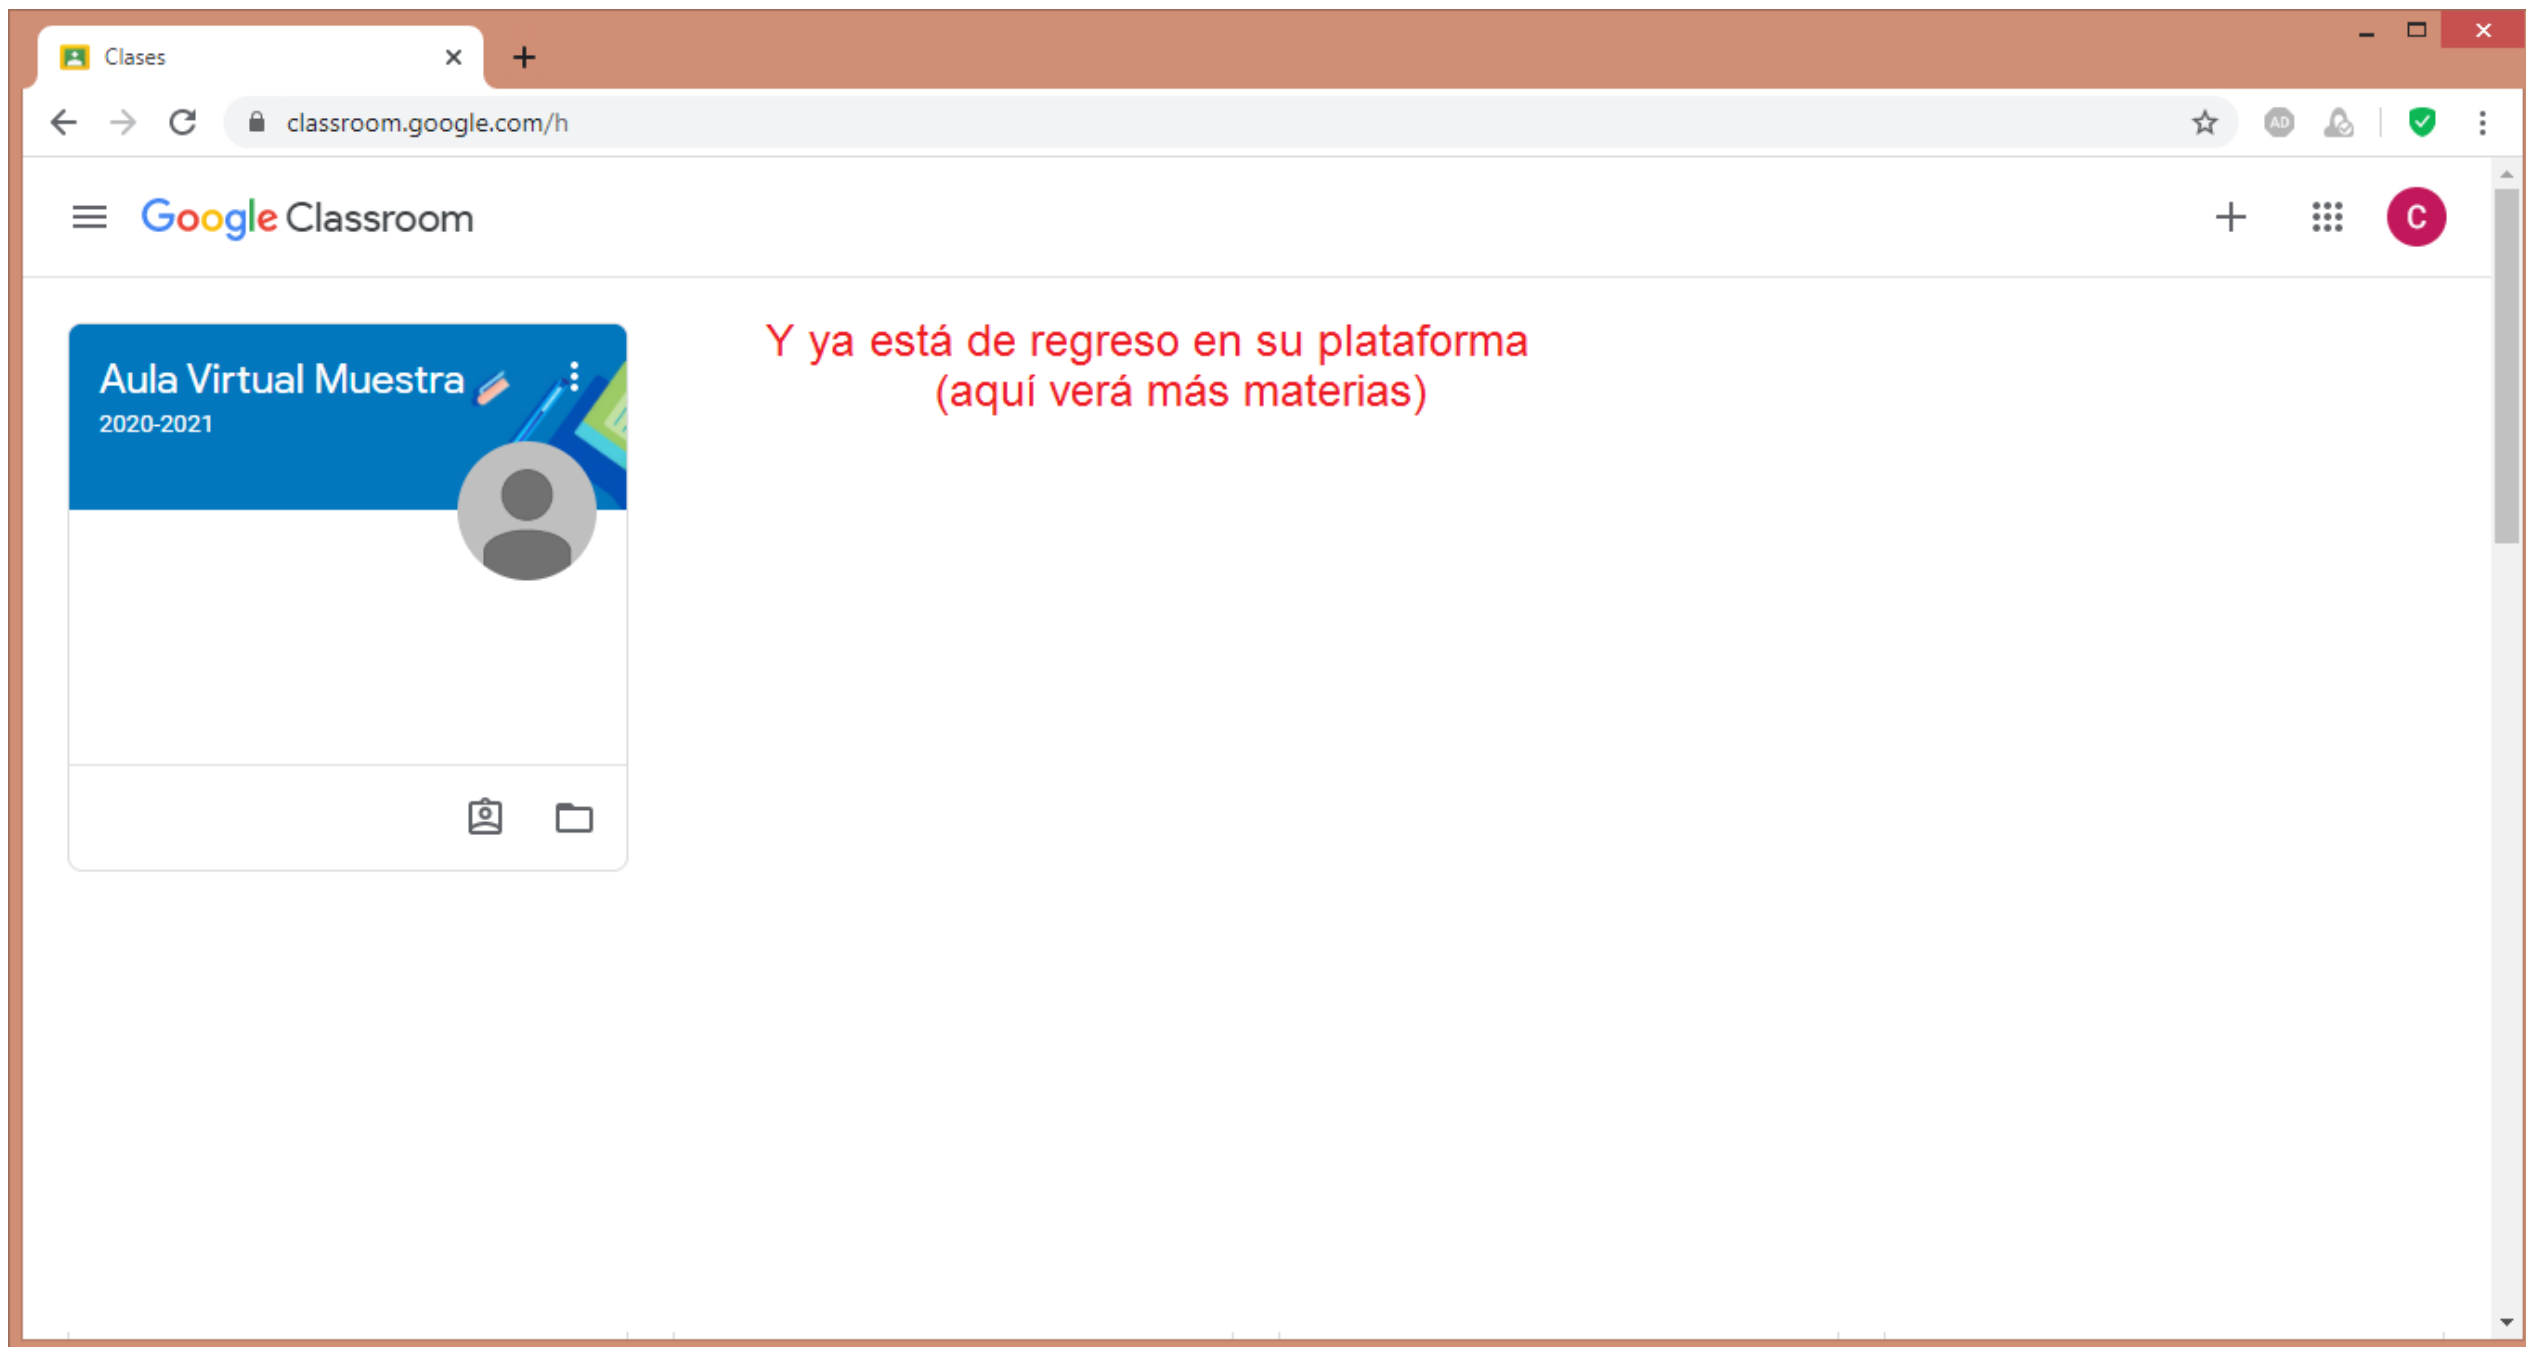 Clases
classroom.google.com/h
AD
Google Classroom
C
Y ya está de regreso en su plataforma
(aquí verá más materias)
Aula Virtual Muestra
2020-2021